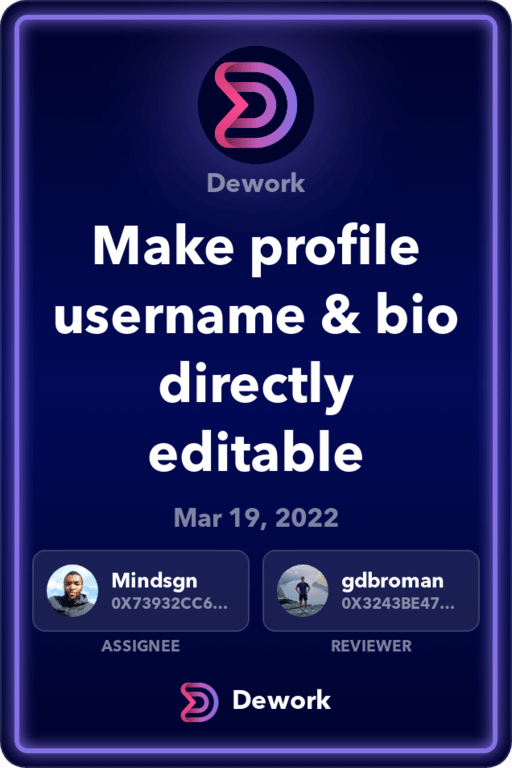 Dework
Make profile
username & bio
directly
editable
Mar 19, 2022
Mindsgn
0X73932CC6...
ASSIGNEE
gdbroman
0X3243BE47...
REVIEWER
Dework